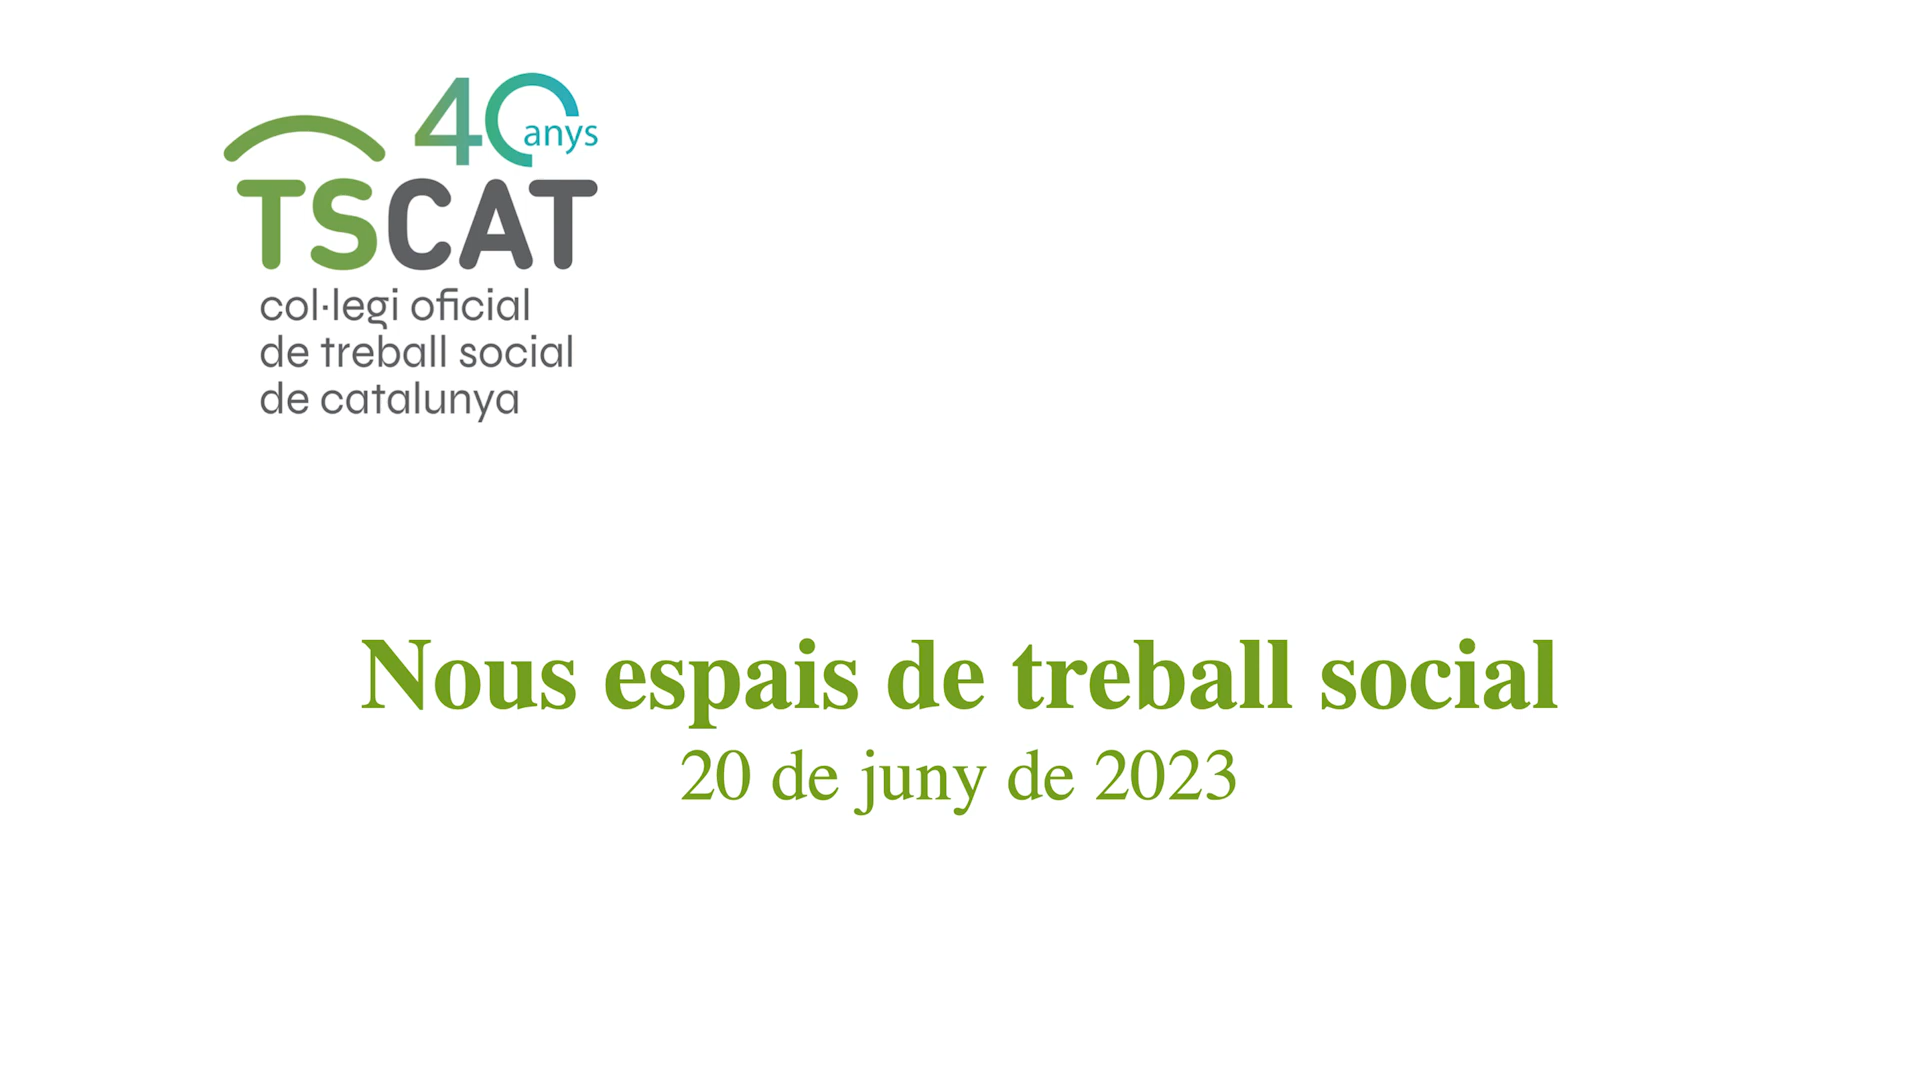 40 anys
TSCAT
col·legi oficial
de treball social
de catalunya
Nous espais de treball social
20 de juny de 2023